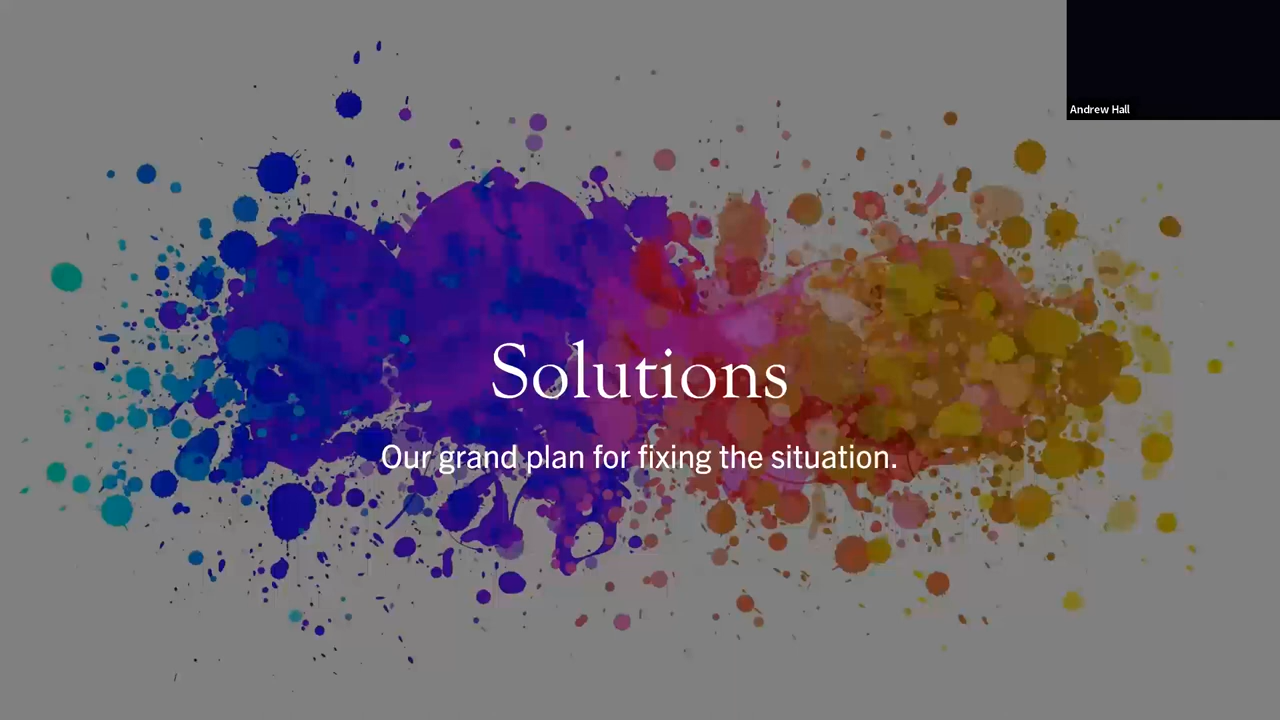 Andrew Hall
Solutions
Our grand plan for fixing the situation.